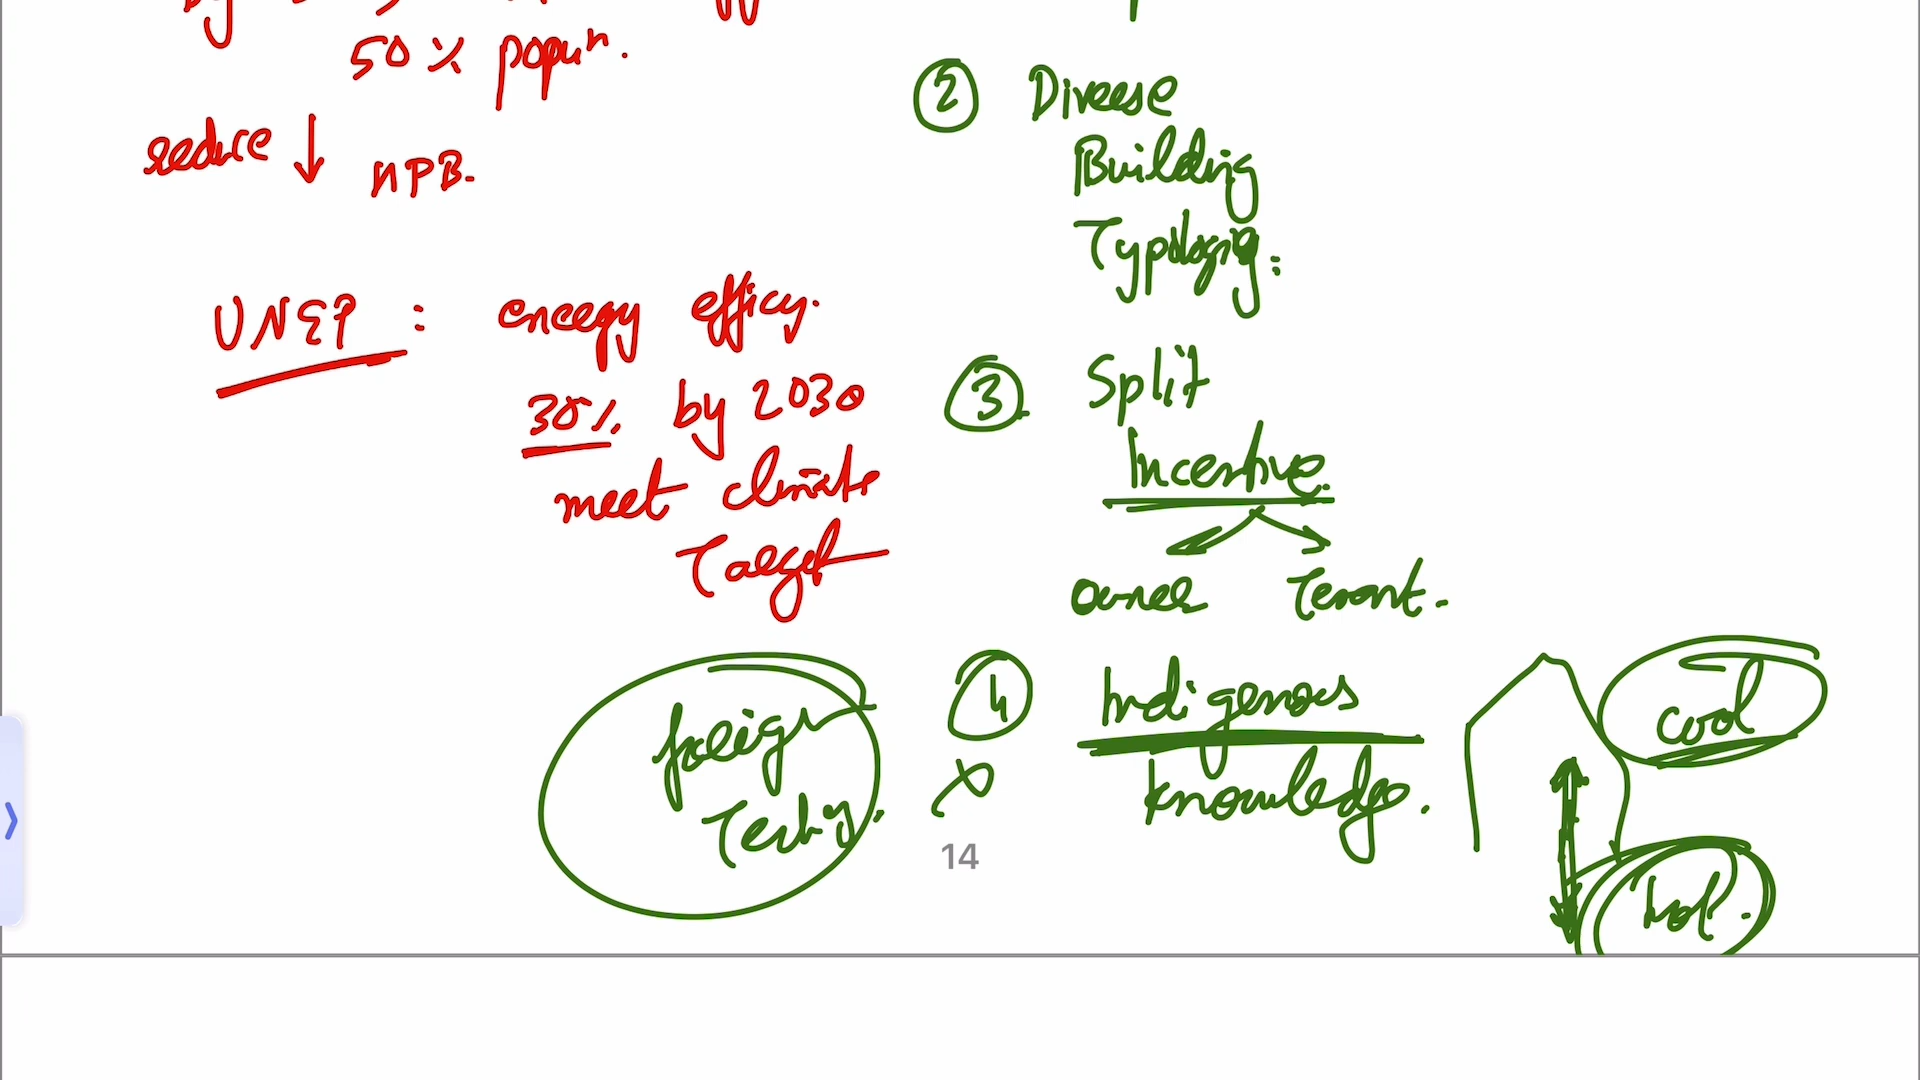 50% popuⁿ.
reduce ↓ NPB.
UNEP : energy efficy.
30% by 2030
meet climate
Target
② Diverse
Building
Typology:
③ Split
Incentive.
owner Tenant.
④ Indigenous
knowledge.
foreign
Techy.
cool
hot.
14